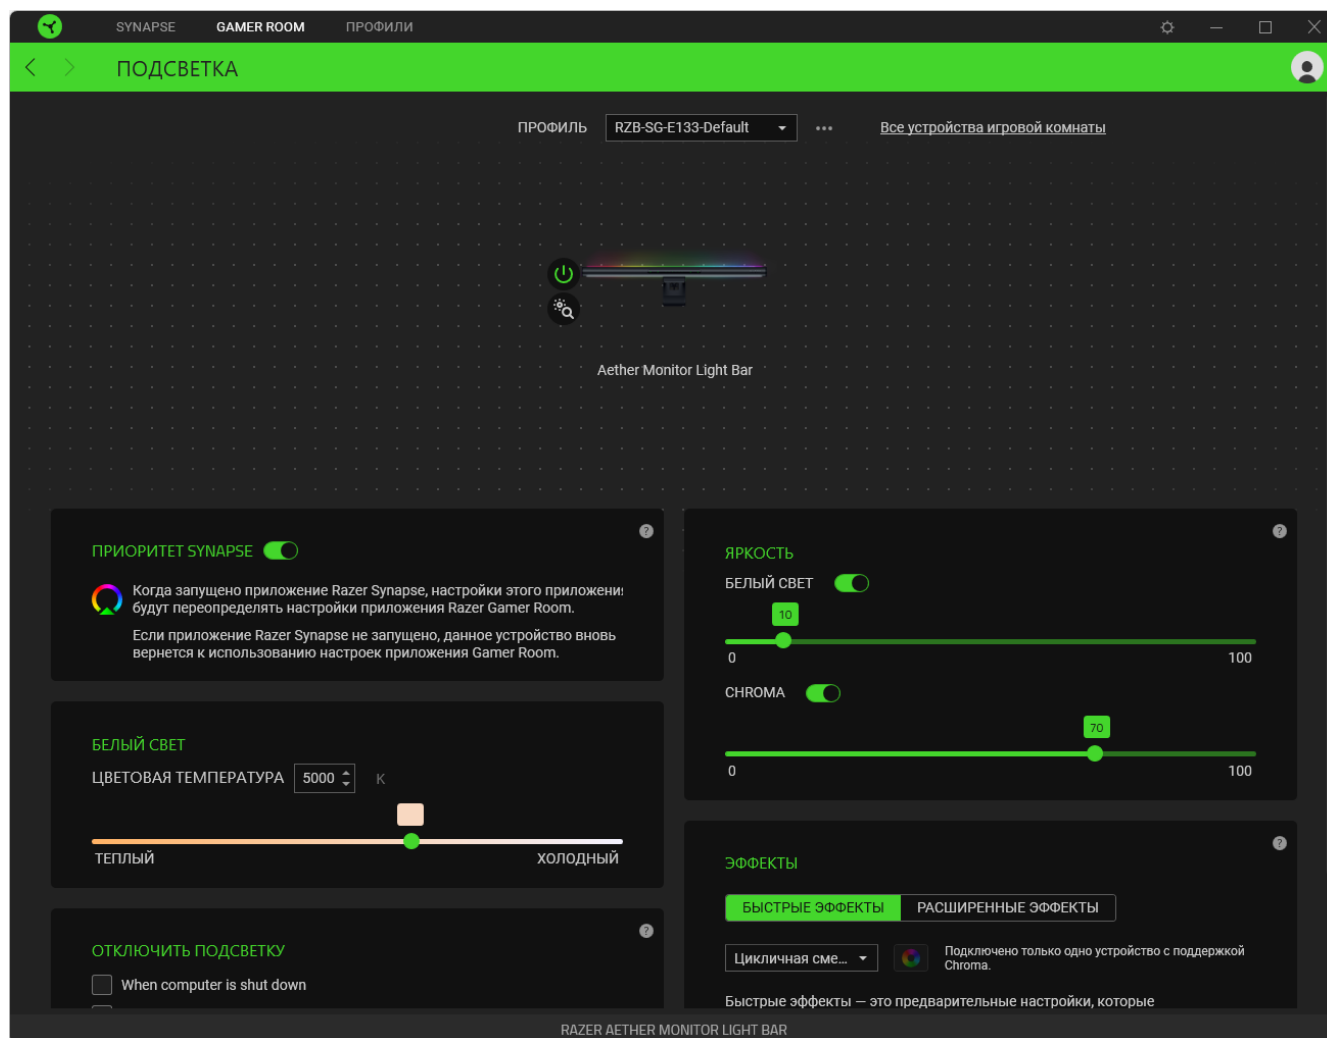 SYNAPSE GAMER ROOM ПРОФИЛИ
ПОДСВЕТКА
ПРОФИЛЬ RZB-SG-E133-Default Все устройства игровой комнаты
Aether Monitor Light Bar
ПРИОРИТЕТ SYNAPSE
Когда запущено приложение Razer Synapse, настройки этого приложения
будут переопределять настройки приложения Razer Gamer Room.
Если приложение Razer Synapse не запущено, данное устройство вновь
вернется к использованию настроек приложения Gamer Room.
БЕЛЫЙ СВЕТ
ЦВЕТОВАЯ ТЕМПЕРАТУРА 5000 K
ТЕПЛЫЙ ХОЛОДНЫЙ
ОТКЛЮЧИТЬ ПОДСВЕТКУ
When computer is shut down
ЯРКОСТЬ
БЕЛЫЙ СВЕТ
10
0 100
CHROMA
70
0 100
ЭФФЕКТЫ
БЫСТРЫЕ ЭФФЕКТЫ РАСШИРЕННЫЕ ЭФФЕКТЫ
Цикличная сме...
Подключено только одно устройство с поддержкой
Chroma.
Быстрые эффекты — это предварительные настройки, которые
RAZER AETHER MONITOR LIGHT BAR